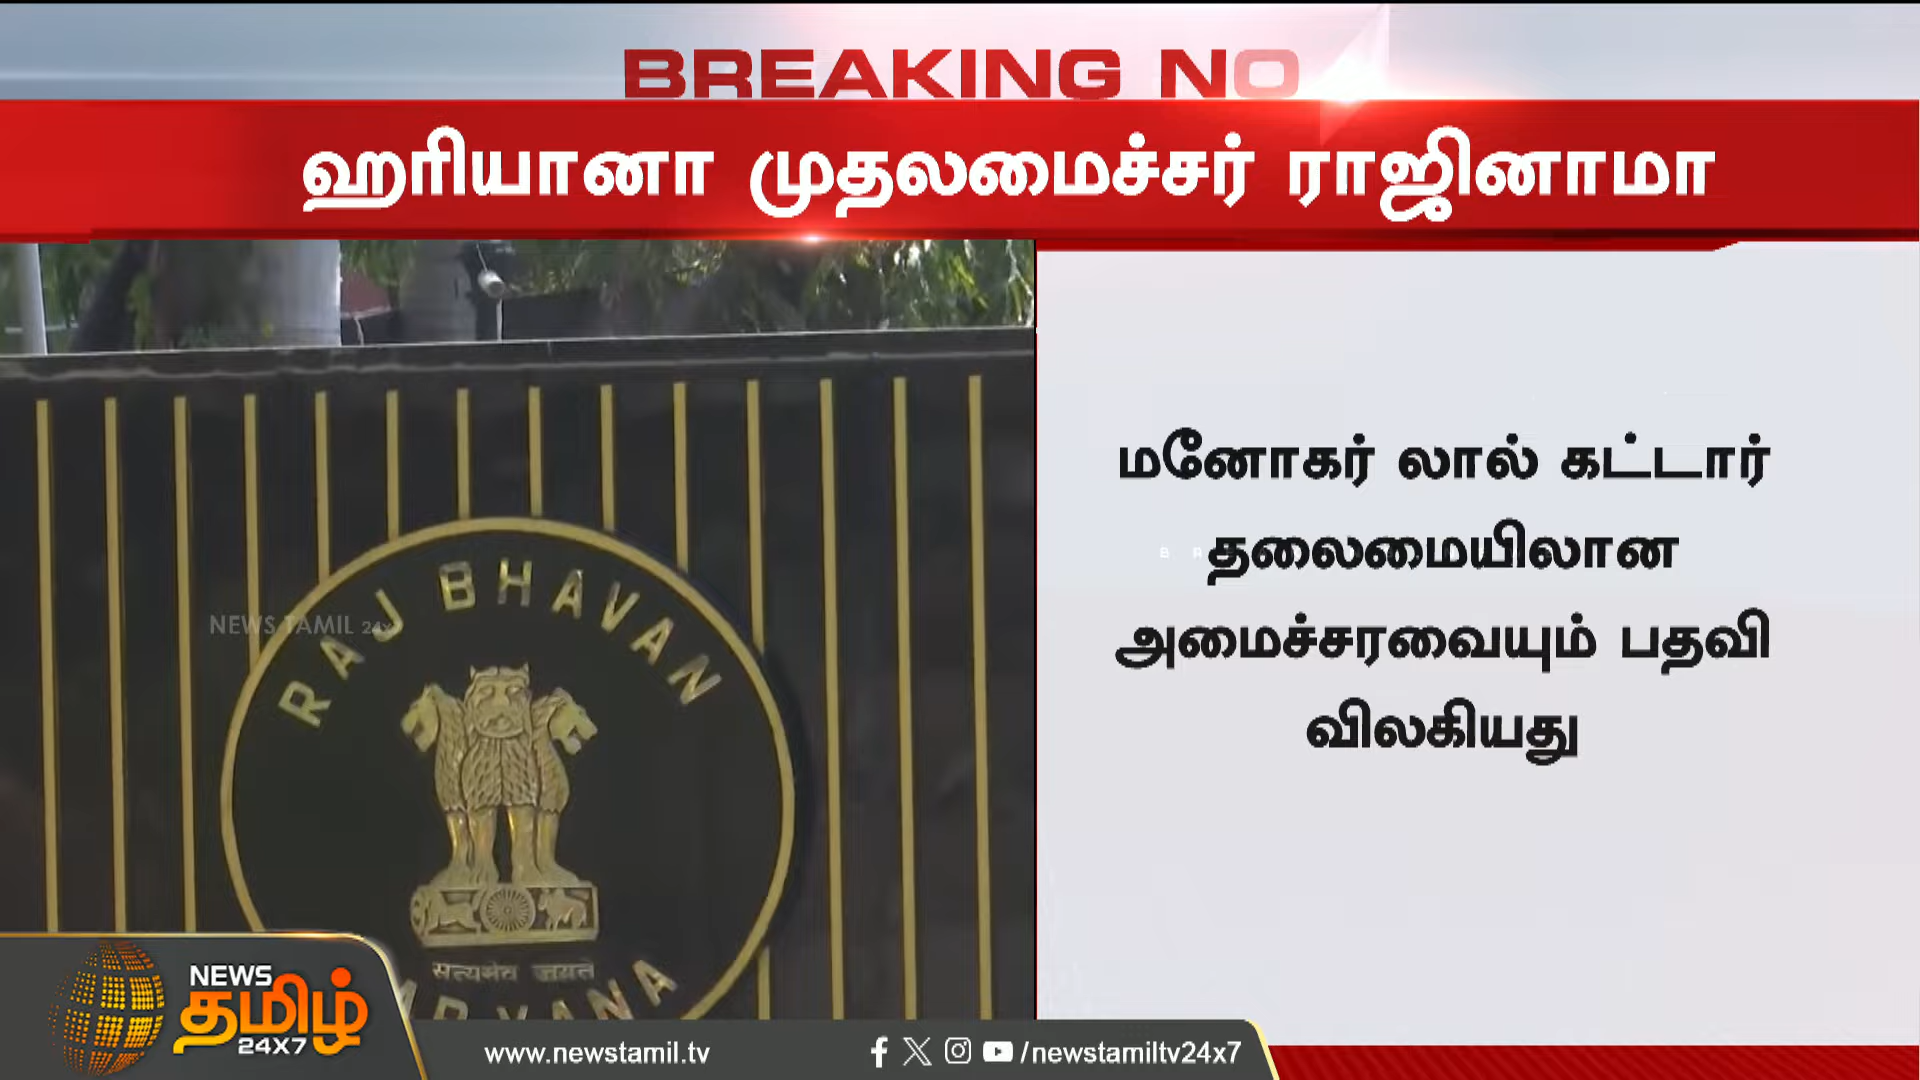 BREAKING NO
ஹரியானா முதலமைச்சர் ராஜினாமா
மனோகர் லால் கட்டார்
தலைமையிலான
அமைச்சரவையும் பதவி
விலகியது
RAJ BHAVAN
NEWS TAMIL 24x7
सत्यमेव जयते
ARYANA
NEWS
தமிழ்
24X7
www.newstamil.tv
/newstamiltv24x7